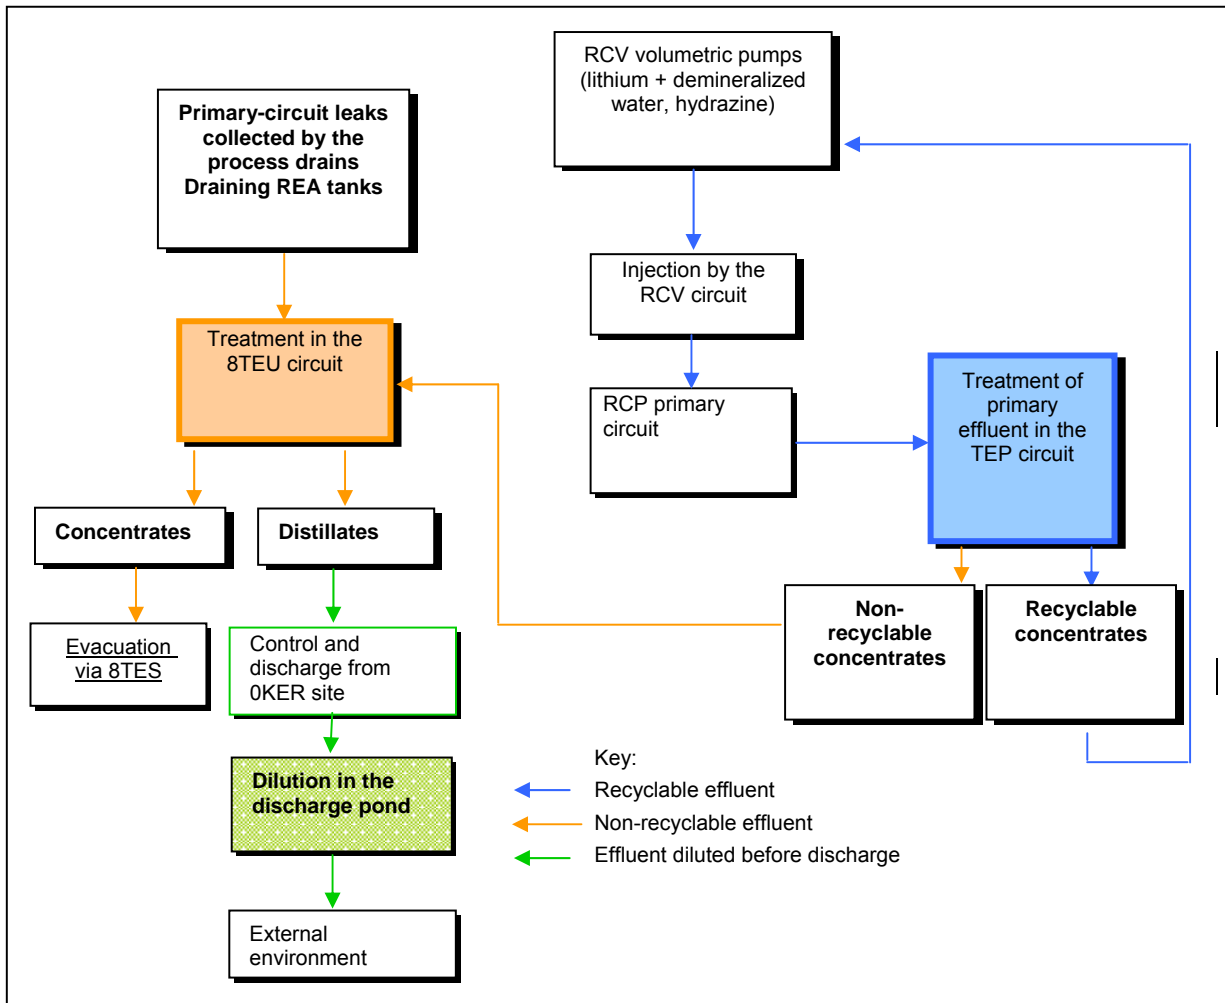 Primary-circuit leaks
collected by the
process drains
Draining REA tanks
RCV volumetric pumps
(lithium + demineralized
water, hydrazine)
Injection by the
RCV circuit
Treatment in the
8TEU circuit
RCP primary
circuit
Treatment of
primary
effluent in the
TEP circuit
Concentrates
Distillates
Evacuation
via 8TES
Control and
discharge from
0KER site
Non-
recyclable
concentrates
Recyclable
concentrates
Dilution in the
discharge pond
Key:
Recyclable effluent
Non-recyclable effluent
Effluent diluted before discharge
External
environment